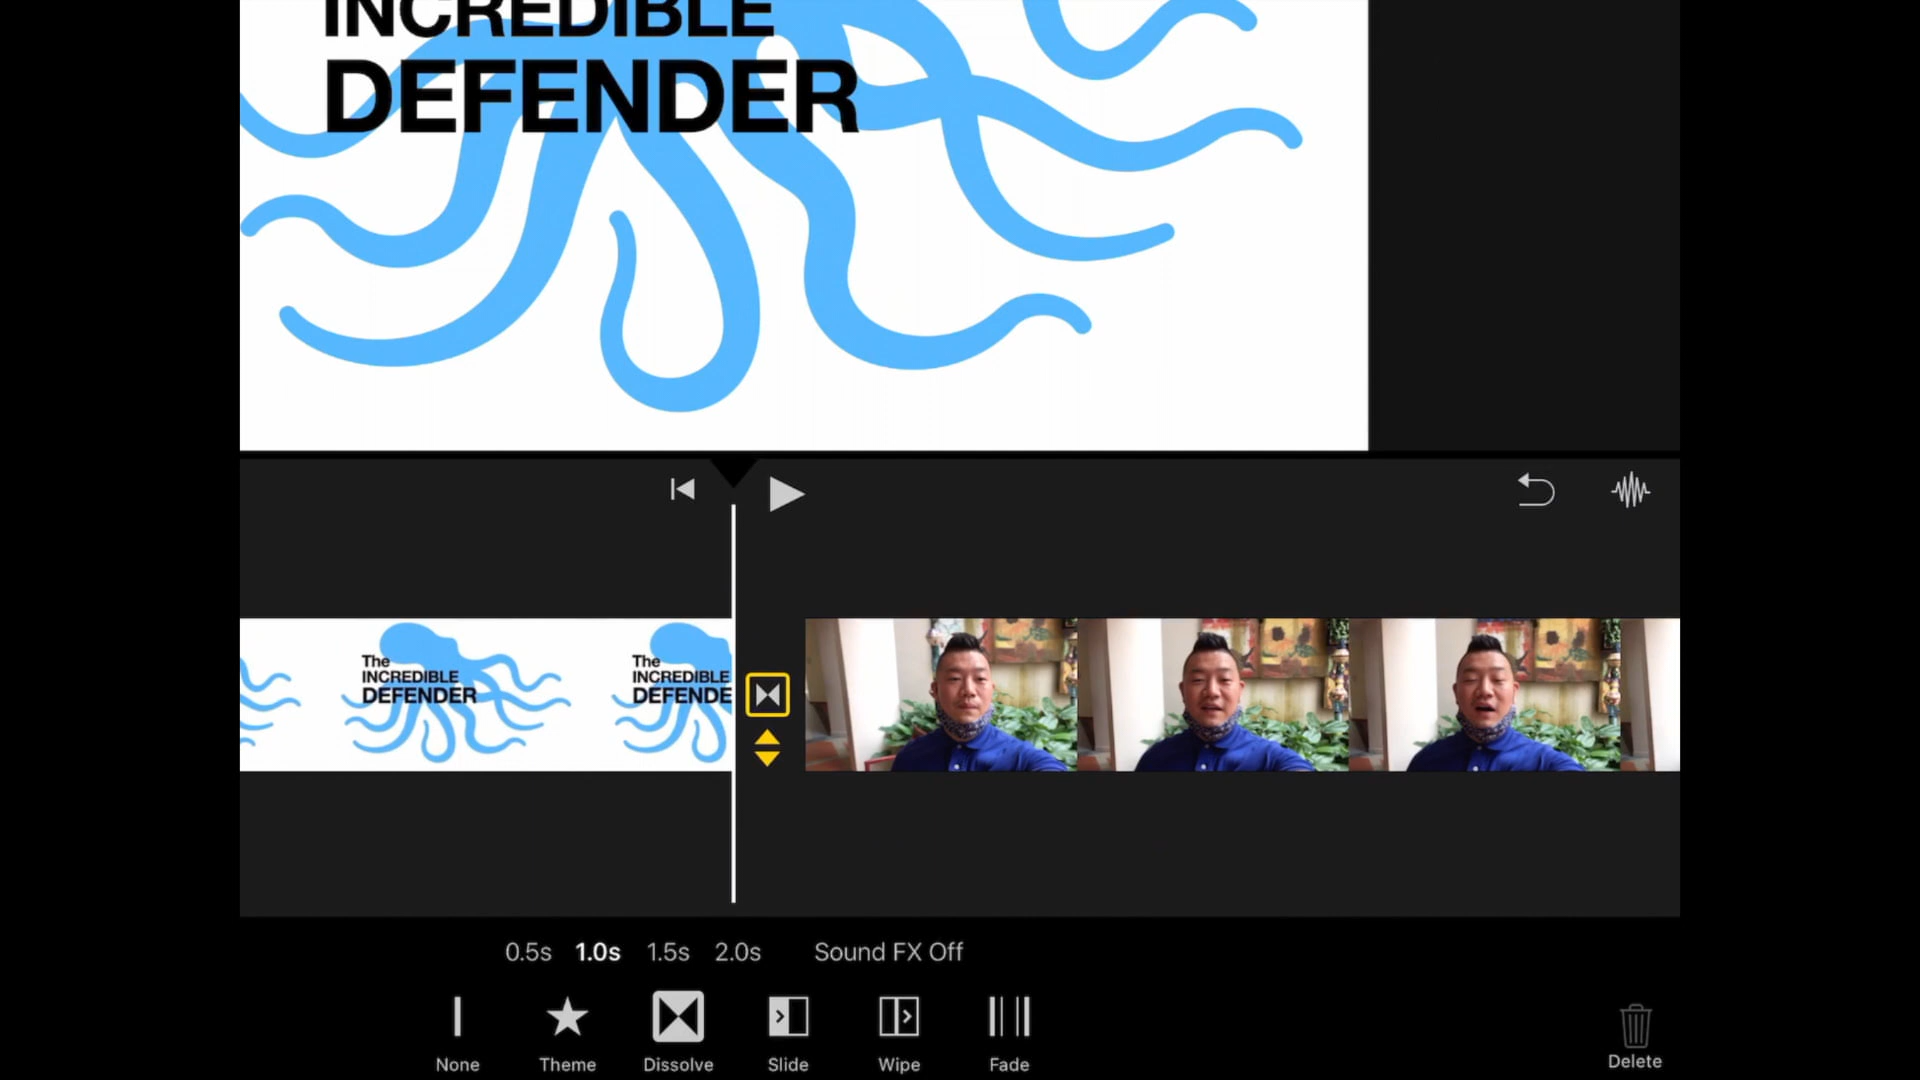 INCREDIBLE
DEFENDER
The
INCREDIBLE
DEFENDER
The
INCREDIBLE
DEFENDE
0.5s 1.0s 1.5s 2.0s Sound FX Off
None Theme Dissolve Slide Wipe Fade Delete